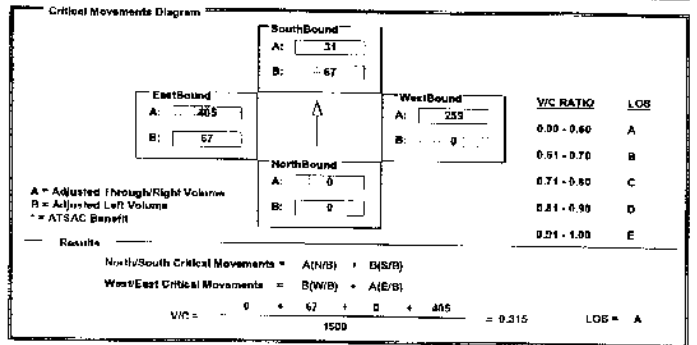 Critical Movements Diagram
SouthBound
A: 31
B: 67
EastBound
A: 405
B: 67
WestBound
A:
B: 0
NorthBound
A: 0
B: 0
V/C RATIO LOS
0.00 - 0.60 A
0.61 - 0.70 B
0.71 - 0.80 C
0.81 - 0.90 D
0.91 - 1.00 E
A = Adjusted Through/Right Volume
B = Adjusted Left Volume
* = ATSAC Benefit
Results
North/South Critical Movements = A(N/B) + B(S/B)
West/East Critical Movements = B(W/B) + A(E/B)
V/C = 0 + 67 + 0 + 405 = 0.315 LOS = A
1500